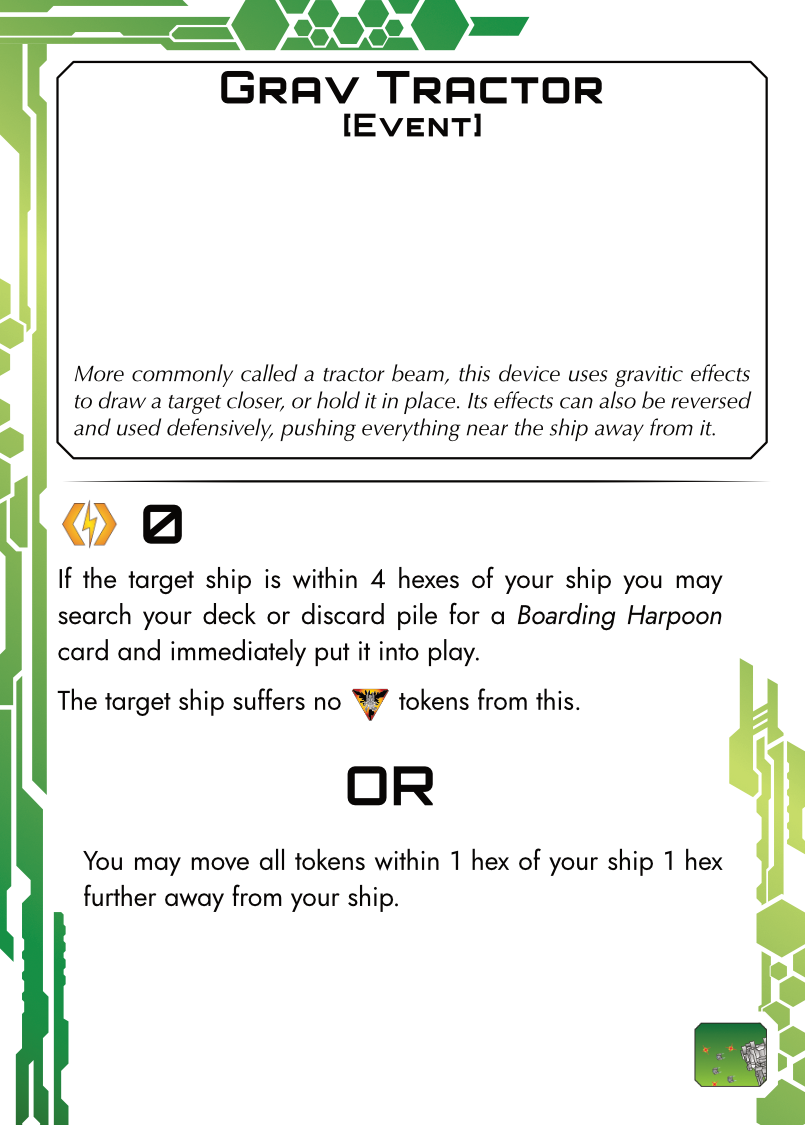 Grav Tractor
[Event]
More commonly called a tractor beam, this device uses gravitic effects
to draw a target closer, or hold it in place. Its effects can also be reversed
and used defensively, pushing everything near the ship away from it.
0
If the target ship is within 4 hexes of your ship you may
search your deck or discard pile for a Boarding Harpoon
card and immediately put it into play.
The target ship suffers no tokens from this.
OR
You may move all tokens within 1 hex of your ship 1 hex
further away from your ship.